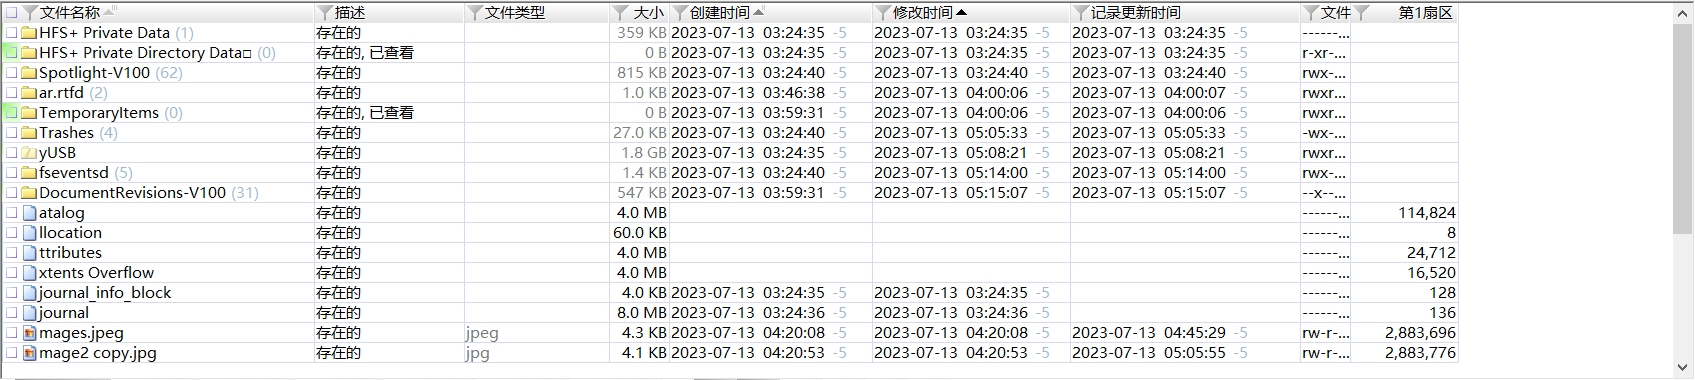 文件名称 描述 文件类型 大小 创建时间 修改时间 记录更新时间 文件 第1扇区
HFS+ Private Data (1) 存在的 359 KB 2023-07-13 03:24:35 -5 2023-07-13 03:24:35 -5 2023-07-13 03:24:35 -5 ------...
HFS+ Private Directory Data□ (0) 存在的, 已查看 0 B 2023-07-13 03:24:35 -5 2023-07-13 03:24:35 -5 2023-07-13 03:24:35 -5 r-xr-...
Spotlight-V100 (62) 存在的 815 KB 2023-07-13 03:24:40 -5 2023-07-13 03:24:40 -5 2023-07-13 03:24:40 -5 rwx-...
ar.rtfd (2) 存在的 1.0 KB 2023-07-13 03:46:38 -5 2023-07-13 04:00:06 -5 2023-07-13 04:00:07 -5 rwxr...
TemporaryItems (0) 存在的, 已查看 0 B 2023-07-13 03:59:31 -5 2023-07-13 04:00:06 -5 2023-07-13 04:00:06 -5 rwxr...
Trashes (4) 存在的 27.0 KB 2023-07-13 03:24:40 -5 2023-07-13 05:05:33 -5 2023-07-13 05:05:33 -5 -wx-...
yUSB 存在的 1.8 GB 2023-07-13 03:24:35 -5 2023-07-13 05:08:21 -5 2023-07-13 05:08:21 -5 rwxr...
fseventsd (5) 存在的 1.4 KB 2023-07-13 03:24:40 -5 2023-07-13 05:14:00 -5 2023-07-13 05:14:00 -5 rwx-...
DocumentRevisions-V100 (31) 存在的 547 KB 2023-07-13 03:59:31 -5 2023-07-13 05:15:07 -5 2023-07-13 05:15:07 -5 --x--...
atalog 存在的 4.0 MB ------... 114,824
llocation 存在的 60.0 KB ------... 8
ttributes 存在的 4.0 MB ------... 24,712
xtents Overflow 存在的 4.0 MB ------... 16,520
journal_info_block 存在的 4.0 KB 2023-07-13 03:24:35 -5 2023-07-13 03:24:35 -5 ------... 128
journal 存在的 8.0 MB 2023-07-13 03:24:36 -5 2023-07-13 03:24:36 -5 ------... 136
mages.jpeg 存在的 jpeg 4.3 KB 2023-07-13 04:20:08 -5 2023-07-13 04:20:08 -5 2023-07-13 04:45:29 -5 rw-r-... 2,883,696
mage2 copy.jpg 存在的 jpg 4.1 KB 2023-07-13 04:20:53 -5 2023-07-13 04:20:53 -5 2023-07-13 05:05:55 -5 rw-r-... 2,883,776